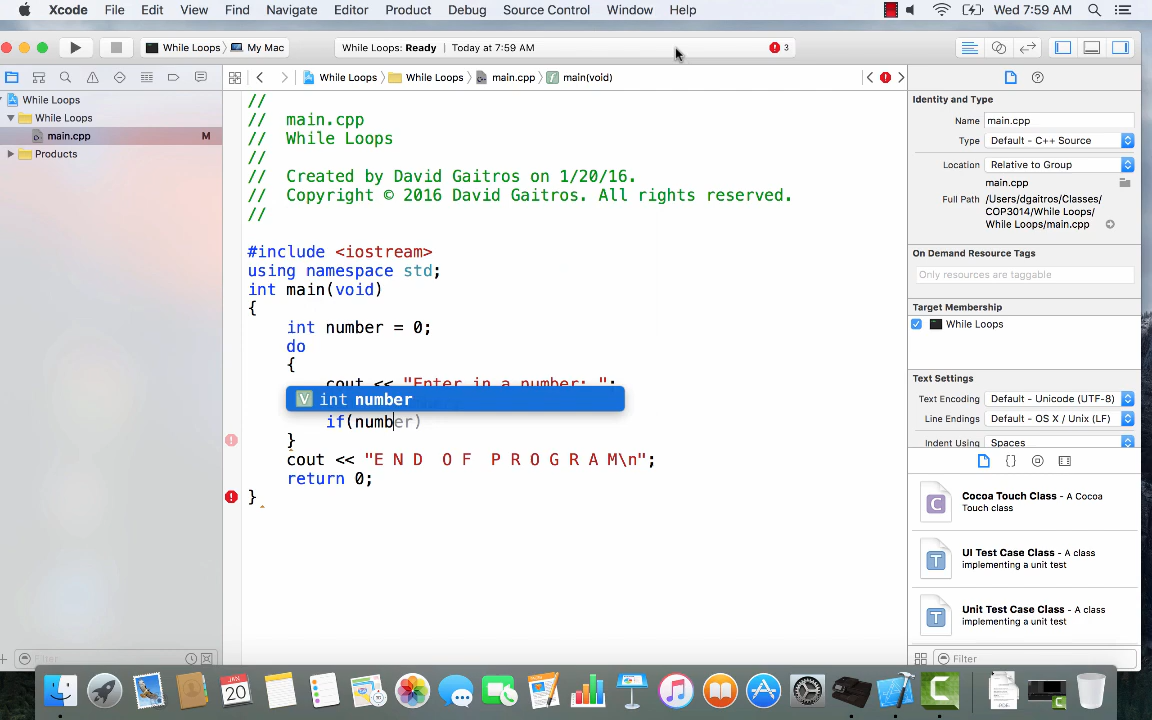 Xcode File Edit View Find Navigate Editor Product Debug Source Control Window Help Wed 7:59 AM
While Loops My Mac While Loops: Ready Today at 7:59 AM 3
While Loops While Loops main.cpp main(void)
While Loops
While Loops
main.cpp M
Products
Filter
//
// main.cpp
// While Loops
//
// Created by David Gaitros on 1/20/16.
// Copyright © 2016 David Gaitros. All rights reserved.
//
#include <iostream>
using namespace std;
int main(void)
{
int number = 0;
do
{
cout << "Enter in a number: ";
int number
if(number)
}
cout << "E N D O F P R O G R A M\n";
return 0;
}
Identity and Type
Name main.cpp
Type Default - C++ Source
Location Relative to Group
main.cpp
Full Path /Users/dgaitros/Classes/
COP3014/While Loops/
While Loops/main.cpp
On Demand Resource Tags
Only resources are taggable
Target Membership
While Loops
Text Settings
Text Encoding Default - Unicode (UTF-8)
Line Endings Default - OS X / Unix (LF)
Indent Using Spaces
{}
C
Cocoa Touch Class - A Cocoa
Touch class
T
UI Test Case Class - A class
implementing a unit test
T
Unit Test Case Class - A class
implementing a unit test
Filter
JAN
20
PDF